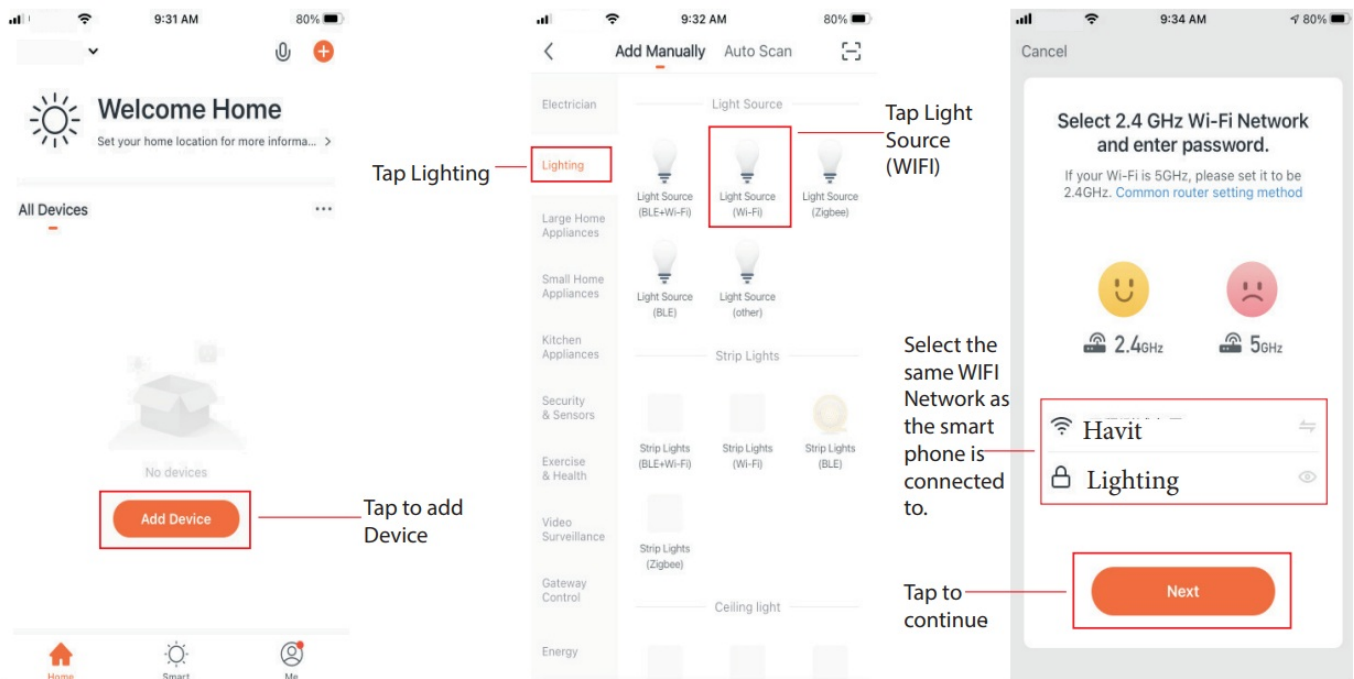 9:31 AM
80%
Welcome Home
Set your home location for more informa... >
All Devices
...
No devices
Add Device
Tap to add
Device
Home
Smart
Me
Tap Lighting
9:32 AM
80%
Add Manually
Auto Scan
Electrician
Lighting
Large Home
Appliances
Small Home
Appliances
Kitchen
Appliances
Security
& Sensors
Exercise
& Health
Video
Surveillance
Gateway
Control
Energy
Light Source
Light Source
(BLE+Wi-Fi)
Light Source
(Wi-Fi)
Light Source
(Zigbee)
Light Source
(BLE)
Light Source
(other)
Strip Lights
Strip Lights
(BLE+Wi-Fi)
Strip Lights
(Wi-Fi)
Strip Lights
(BLE)
Strip Lights
(Zigbee)
Ceiling light
Tap Light
Source
(WIFI)
Select the
same WIFI
Network as
the smart
phone is
connected
to.
Tap to
continue
9:34 AM
80%
Cancel
Select 2.4 GHz Wi-Fi Network
and enter password.
If your Wi-Fi is 5GHz, please set it to be
2.4GHz. Common router setting method
2.4GHz
5GHz
Havit
Lighting
Next